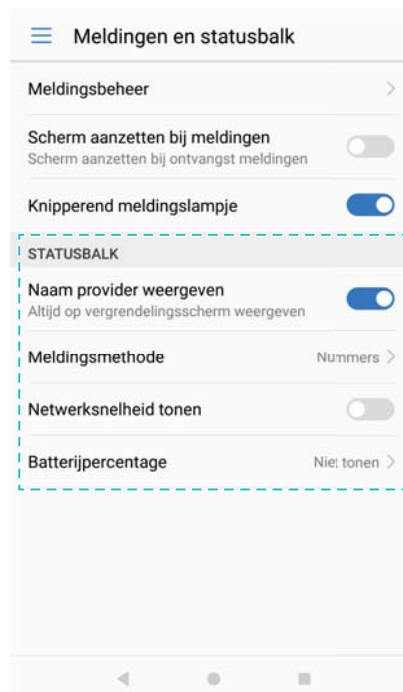 Meldingen en statusbalk
Meldingsbeheer
Scherm aanzetten bij meldingen
Scherm aanzetten bij ontvangst meldingen
Knipperend meldingslampje
STATUSBALK
Naam provider weergeven
Altijd op vergrendelingsscherm weergeven
Meldingsmethode Nummers
Netwerksnelheid tonen
Batterijpercentage Niet tonen